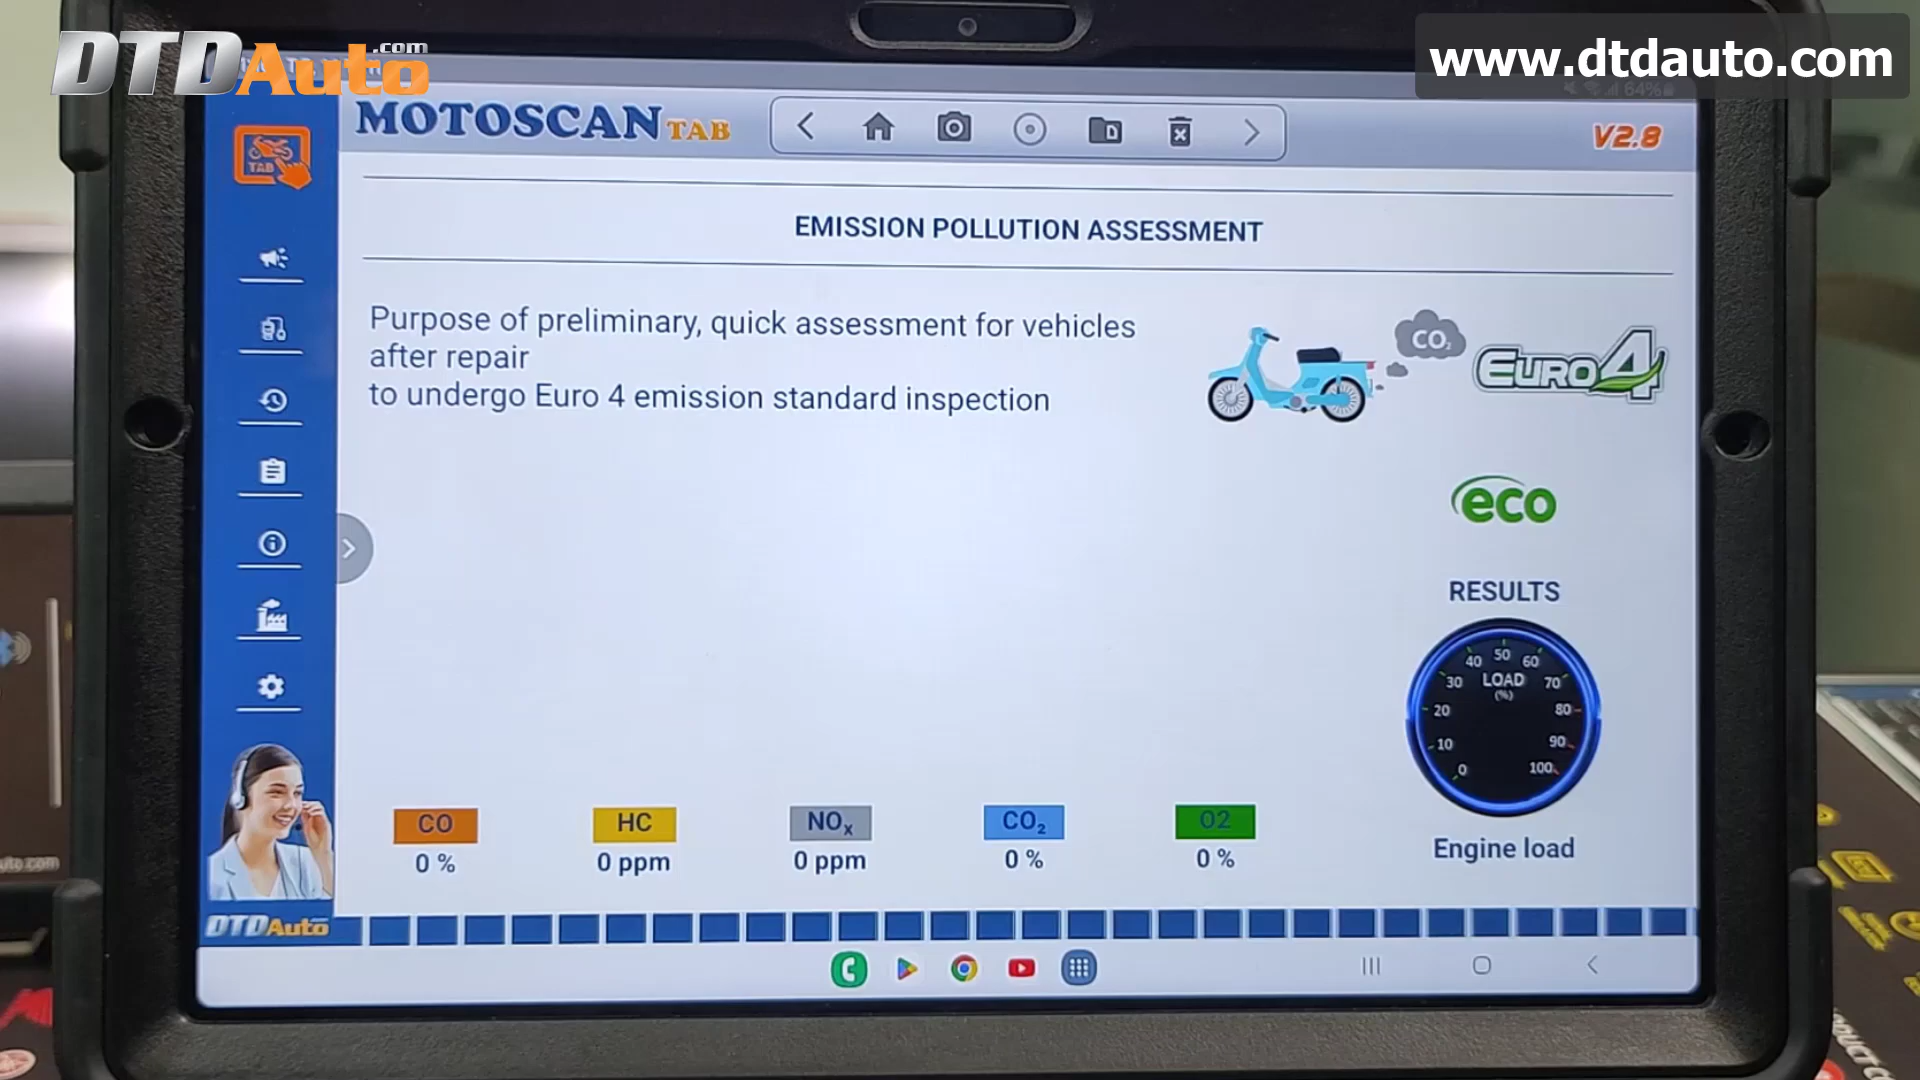 DTDAuto.com
www.dtdauto.com
64%
MOTOSCAN TAB
V2.8
TAB
EMISSION POLLUTION ASSESSMENT
Purpose of preliminary, quick assessment for vehicles
after repair
to undergo Euro 4 emission standard inspection
CO₂
EURO4
eco
RESULTS
40 50 60
30 LOAD 70
(%)
20 80
10 90
0 100
Engine load
CO HC NOx CO₂ O2
0 % 0 ppm 0 ppm 0 % 0 %
DTDAuto